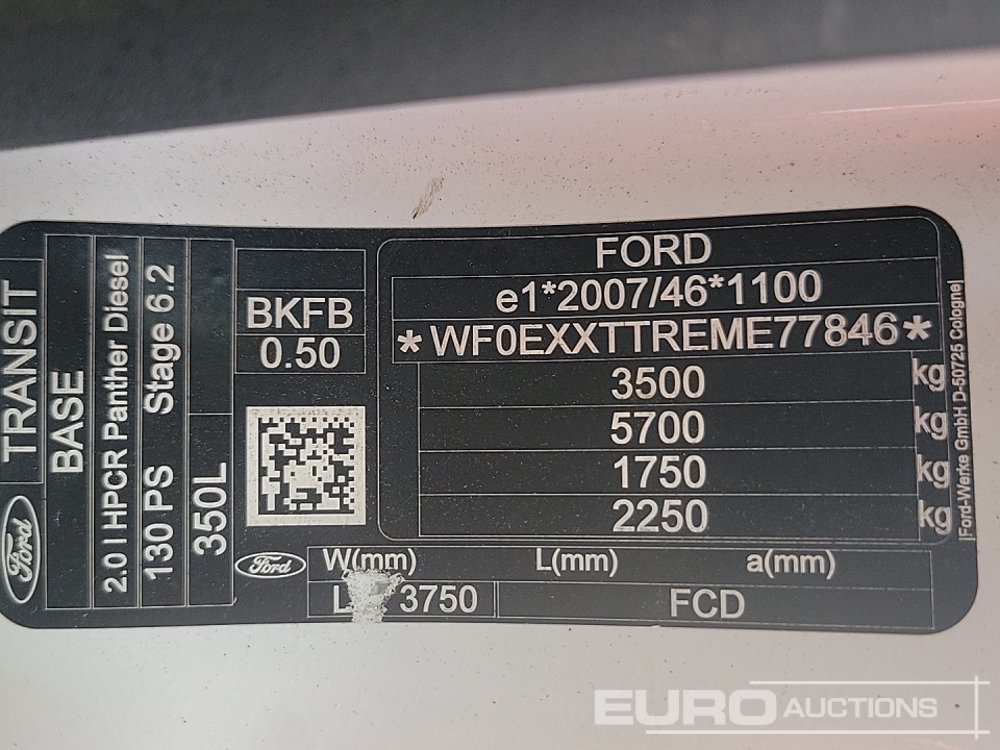 TRANSIT
BASE
2.0 l HPCR Panther Diesel
130 PS Stage 6.2
350L
Ford
BKFB
0.50
Ford
FORD
e1*2007/46*1100
*WF0EXXTTREME77846*
3500 kg
5700 kg
1750 kg
2250 kg
W(mm) L(mm) a(mm)
3750 FCD
Ford-Werke GmbH D-50725 Cologne
EURO AUCTIONS